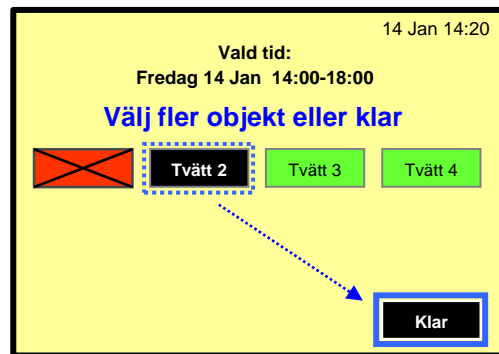 14 Jan 14:20
Vald tid:
Fredag 14 Jan 14:00-18:00
Välj fler objekt eller klar
Tvätt 2 Tvätt 3 Tvätt 4
Klar